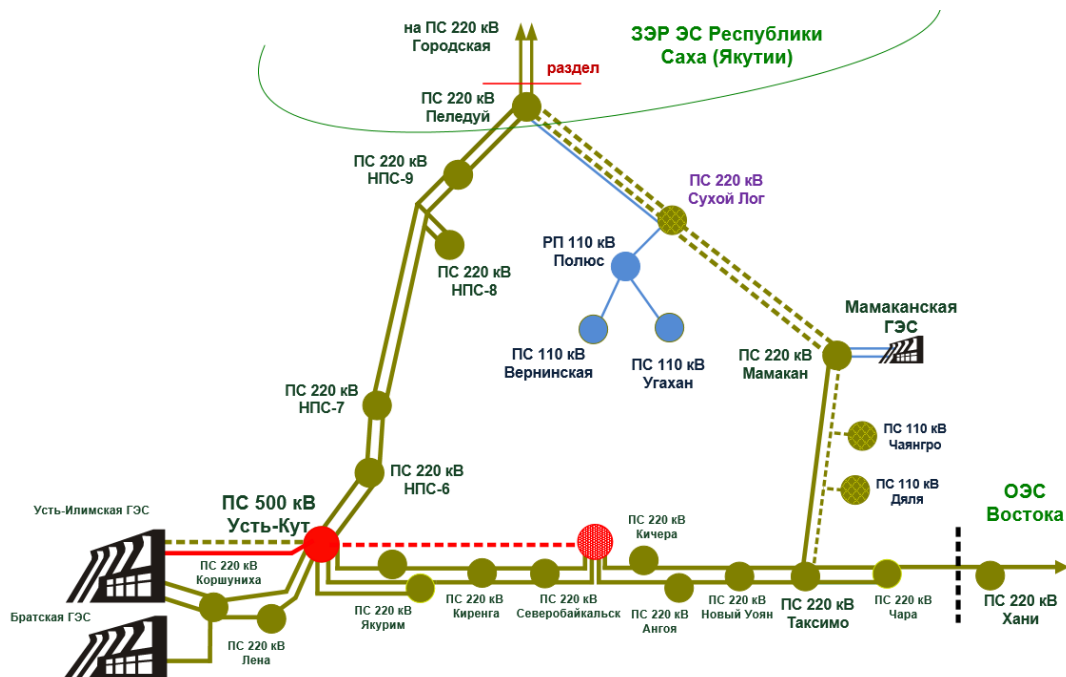 на ПС 220 кВ
Городская
ЗЭР ЭС Республики
Саха (Якутии)
раздел
ПС 220 кВ
Пеледуй
ПС 220 кВ
НПС-9
ПС 220 кВ
Сухой Лог
РП 110 кВ
Полюс
ПС 220 кВ
НПС-8
Мамаканская
ГЭС
ПС 110 кВ
Вернинская
ПС 110 кВ
Угахан
ПС 220 кВ
Мамакан
ПС 220 кВ
НПС-7
ПС 110 кВ
Чаянгро
ПС 220 кВ
НПС-6
ПС 110 кВ
Дяля
ПС 500 кВ
Усть-Кут
ОЭС
Востока
Усть-Илимская ГЭС
ПС 220 кВ
Кичера
ПС 220 кВ
Коршуниха
Братская ГЭС
ПС 220 кВ
Якурим
ПС 220 кВ
Киренга
ПС 220 кВ
Северобайкальск
ПС 220 кВ
Ангоя
ПС 220 кВ
Новый Уоян
ПС 220 кВ
Таксимо
ПС 220 кВ
Чара
ПС 220 кВ
Хани
ПС 220 кВ
Лена